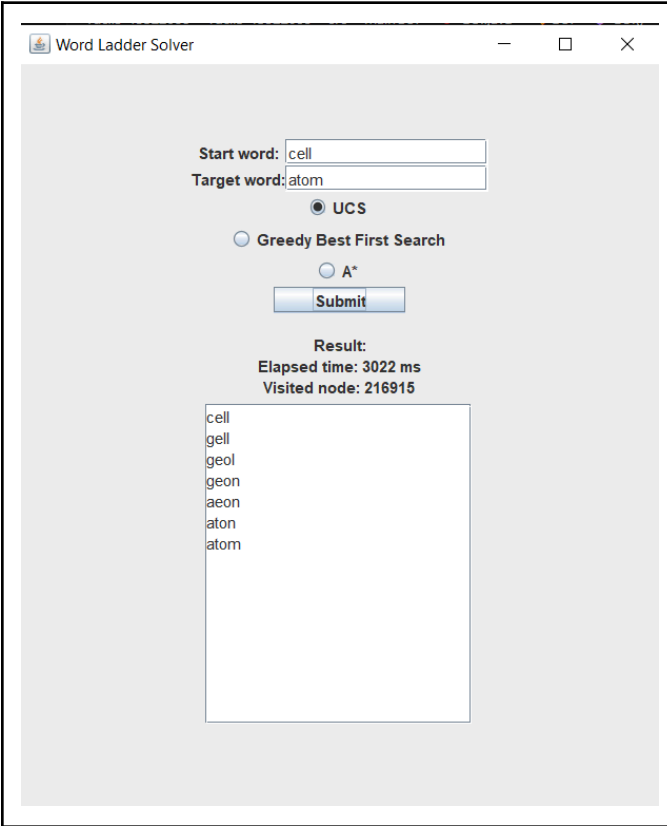 Word Ladder Solver
Start word: cell
Target word: atom
UCS
Greedy Best First Search
A*
Submit
Result:
Elapsed time: 3022 ms
Visited node: 216915
cell
gell
geol
geon
aeon
aton
atom